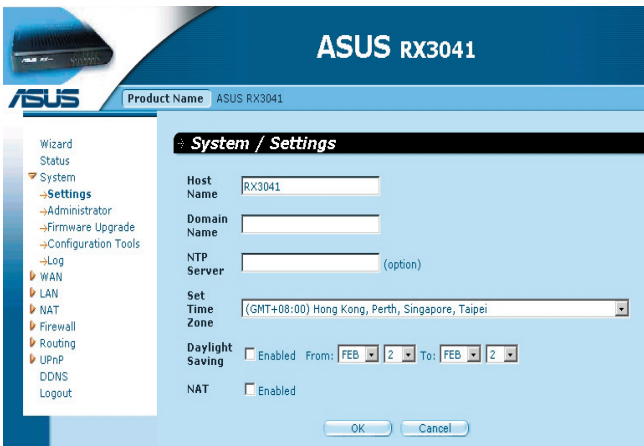 ASUS RX3041
ASUS
Product Name ASUS RX3041
Wizard
Status
System
Settings
Administrator
Firmware Upgrade
Configuration Tools
Log
WAN
LAN
NAT
Firewall
Routing
UPnP
DDNS
Logout
System / Settings
Host Name RX3041
Domain Name
NTP Server (option)
Set Time Zone (GMT+08:00) Hong Kong, Perth, Singapore, Taipei
Daylight Saving Enabled From: FEB 2 To: FEB 2
NAT Enabled
OK Cancel